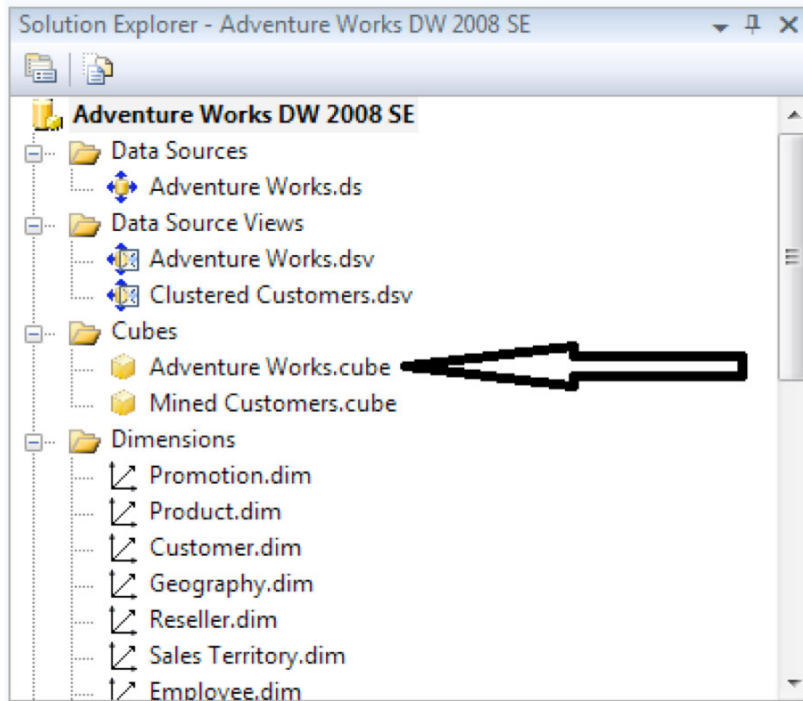 Solution Explorer - Adventure Works DW 2008 SE
Adventure Works DW 2008 SE
Data Sources
Adventure Works.ds
Data Source Views
Adventure Works.dsv
Clustered Customers.dsv
Cubes
Adventure Works.cube
Mined Customers.cube
Dimensions
Promotion.dim
Product.dim
Customer.dim
Geography.dim
Reseller.dim
Sales Territory.dim
Employee.dim